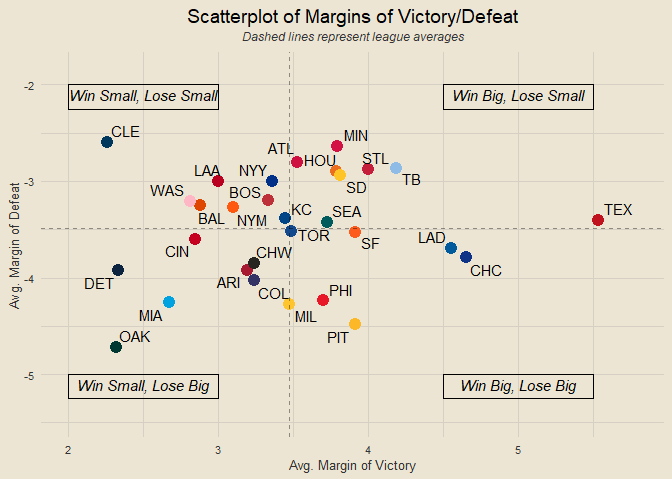 Scatterplot of Margins of Victory/Defeat
Dashed lines represent league averages
-2
Win Small, Lose Small
Win Big, Lose Small
CLE
MIN
ATL
HOU
STL
LAA
NYY
TB
-3
SD
WAS
BOS
BAL
NYM
KC
SEA
TEX
TOR
SF
LAD
CIN
CHW
CHC
-4
DET
ARI
COL
PHI
MIA
MIL
OAK
PIT
-5
Win Small, Lose Big
Win Big, Lose Big
2
3
4
5
Avg. Margin of Victory
Avg. Margin of Defeat